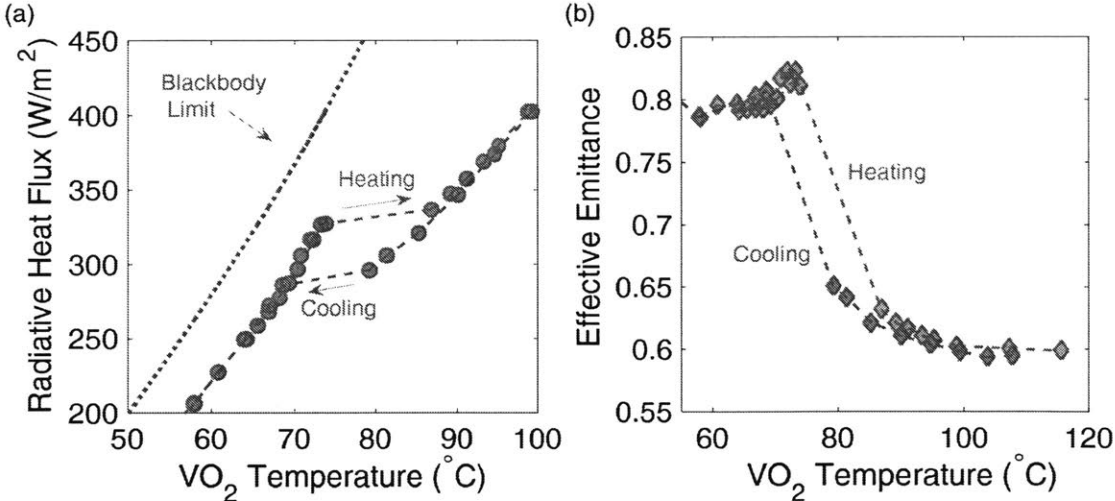 (a)
Radiative Heat Flux (W/m²)
450
400
350
300
250
200
Blackbody
Limit
Heating
Cooling
50 60 70 80 90 100
VO₂ Temperature (°C)
(b)
Effective Emittance
0.85
0.8
0.75
0.7
0.65
0.6
0.55
Heating
Cooling
60 80 100 120
VO₂ Temperature (°C)